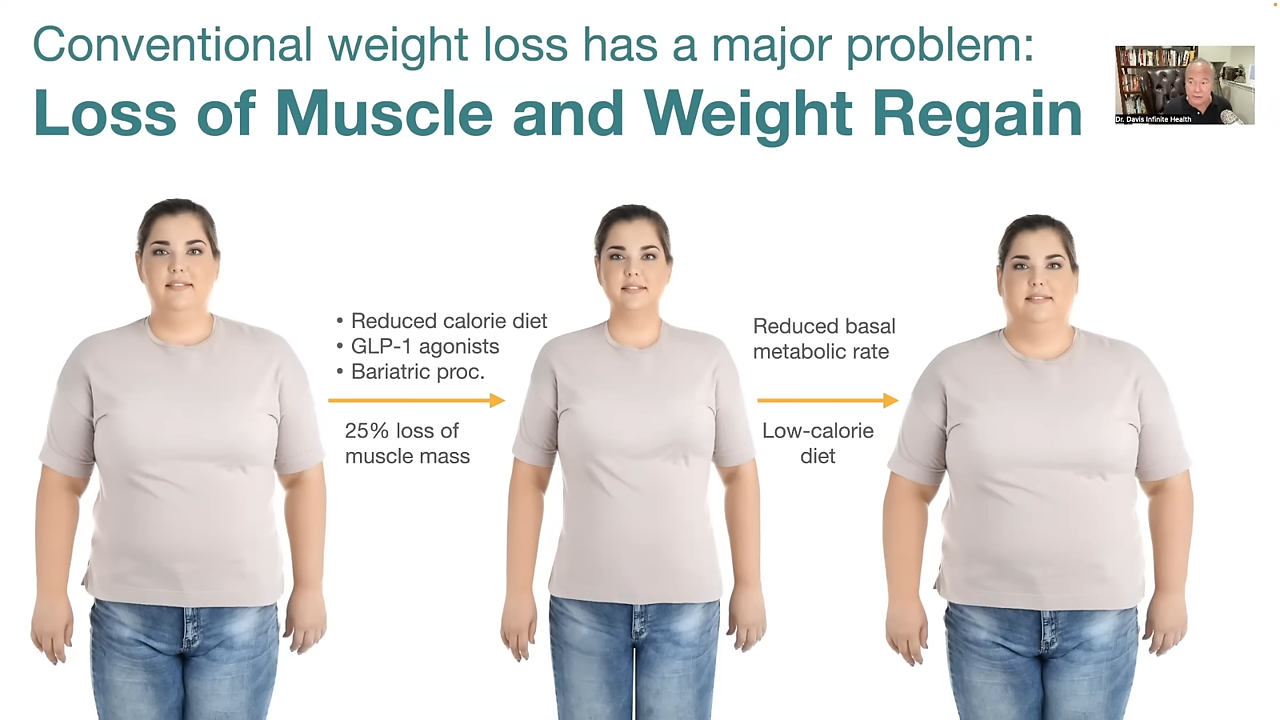 Conventional weight loss has a major problem:
Loss of Muscle and Weight Regain
Dr. Davis Infinite Health
• Reduced calorie diet
• GLP-1 agonists
• Bariatric proc.
25% loss of
muscle mass
Reduced basal
metabolic rate
Low-calorie
diet